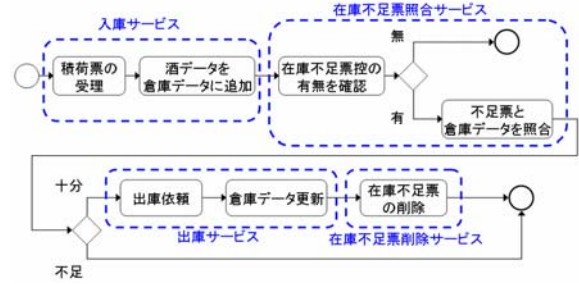 入庫サービス
在庫不足票照合サービス
無
積荷票の
受理
酒データを
倉庫データに追加
在庫不足票控の
有無を確認
有
不足票と
倉庫データを照合
十分
出庫依頼
倉庫データ更新
在庫不足票
の削除
出庫サービス
在庫不足票削除サービス
不足